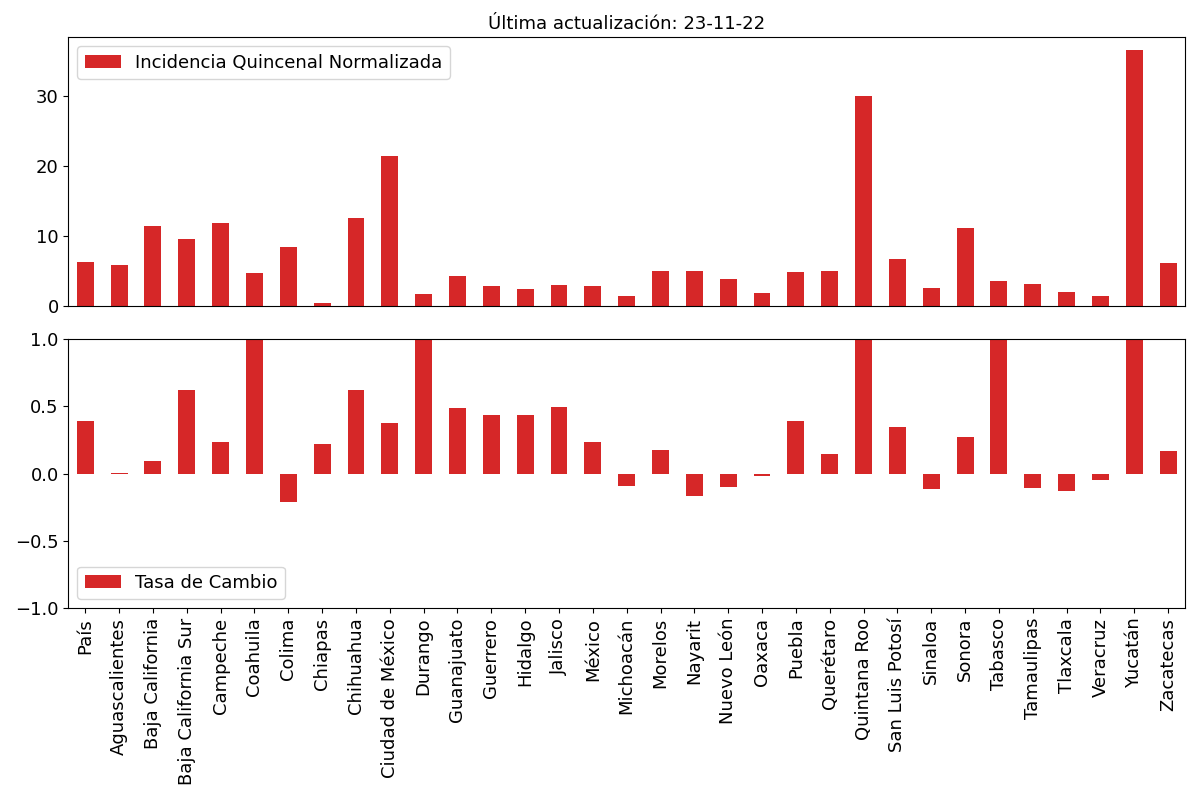 Última actualización: 23-11-22
Incidencia Quincenal Normalizada
30
20
10
0
1.0
0.5
0.0
−0.5
−1.0
Tasa de Cambio
País
Aguascalientes
Baja California
Baja California Sur
Campeche
Coahuila
Colima
Chiapas
Chihuahua
Ciudad de México
Durango
Guanajuato
Guerrero
Hidalgo
Jalisco
México
Michoacán
Morelos
Nayarit
Nuevo León
Oaxaca
Puebla
Querétaro
Quintana Roo
San Luis Potosí
Sinaloa
Sonora
Tabasco
Tamaulipas
Tlaxcala
Veracruz
Yucatán
Zacatecas